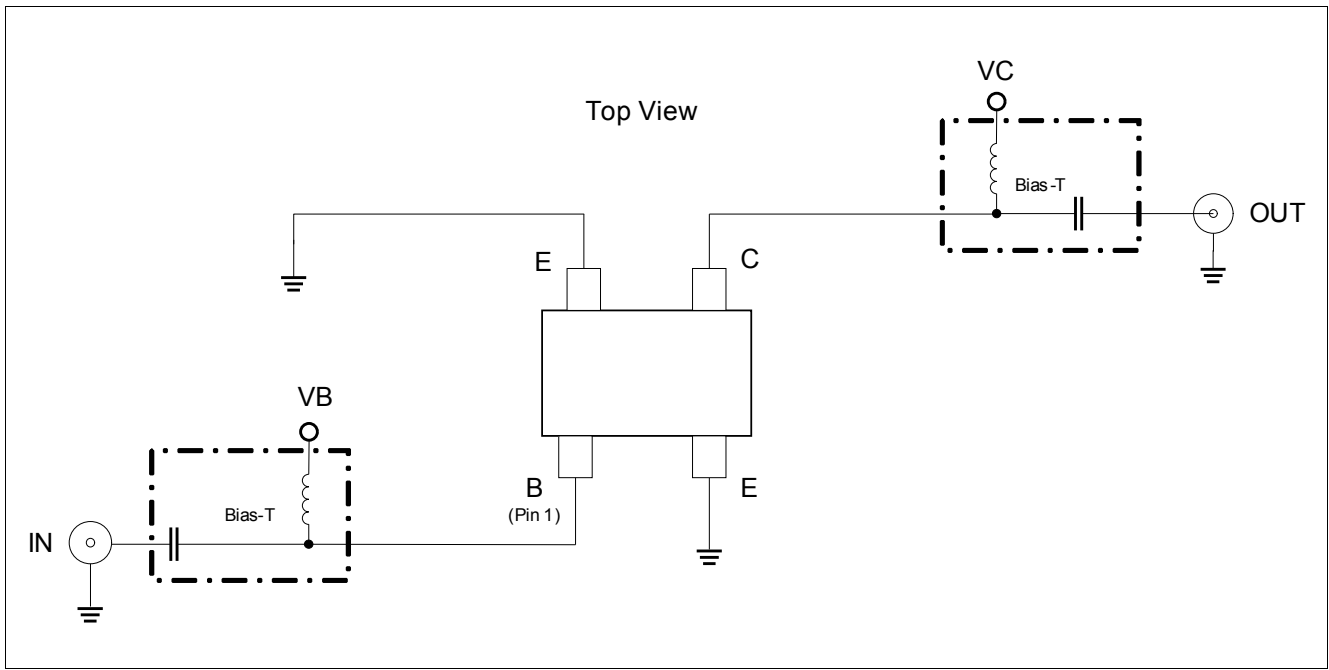 VC
Top View
Bias-T
OUT
E
C
VB
B
(Pin 1)
E
Bias-T
IN